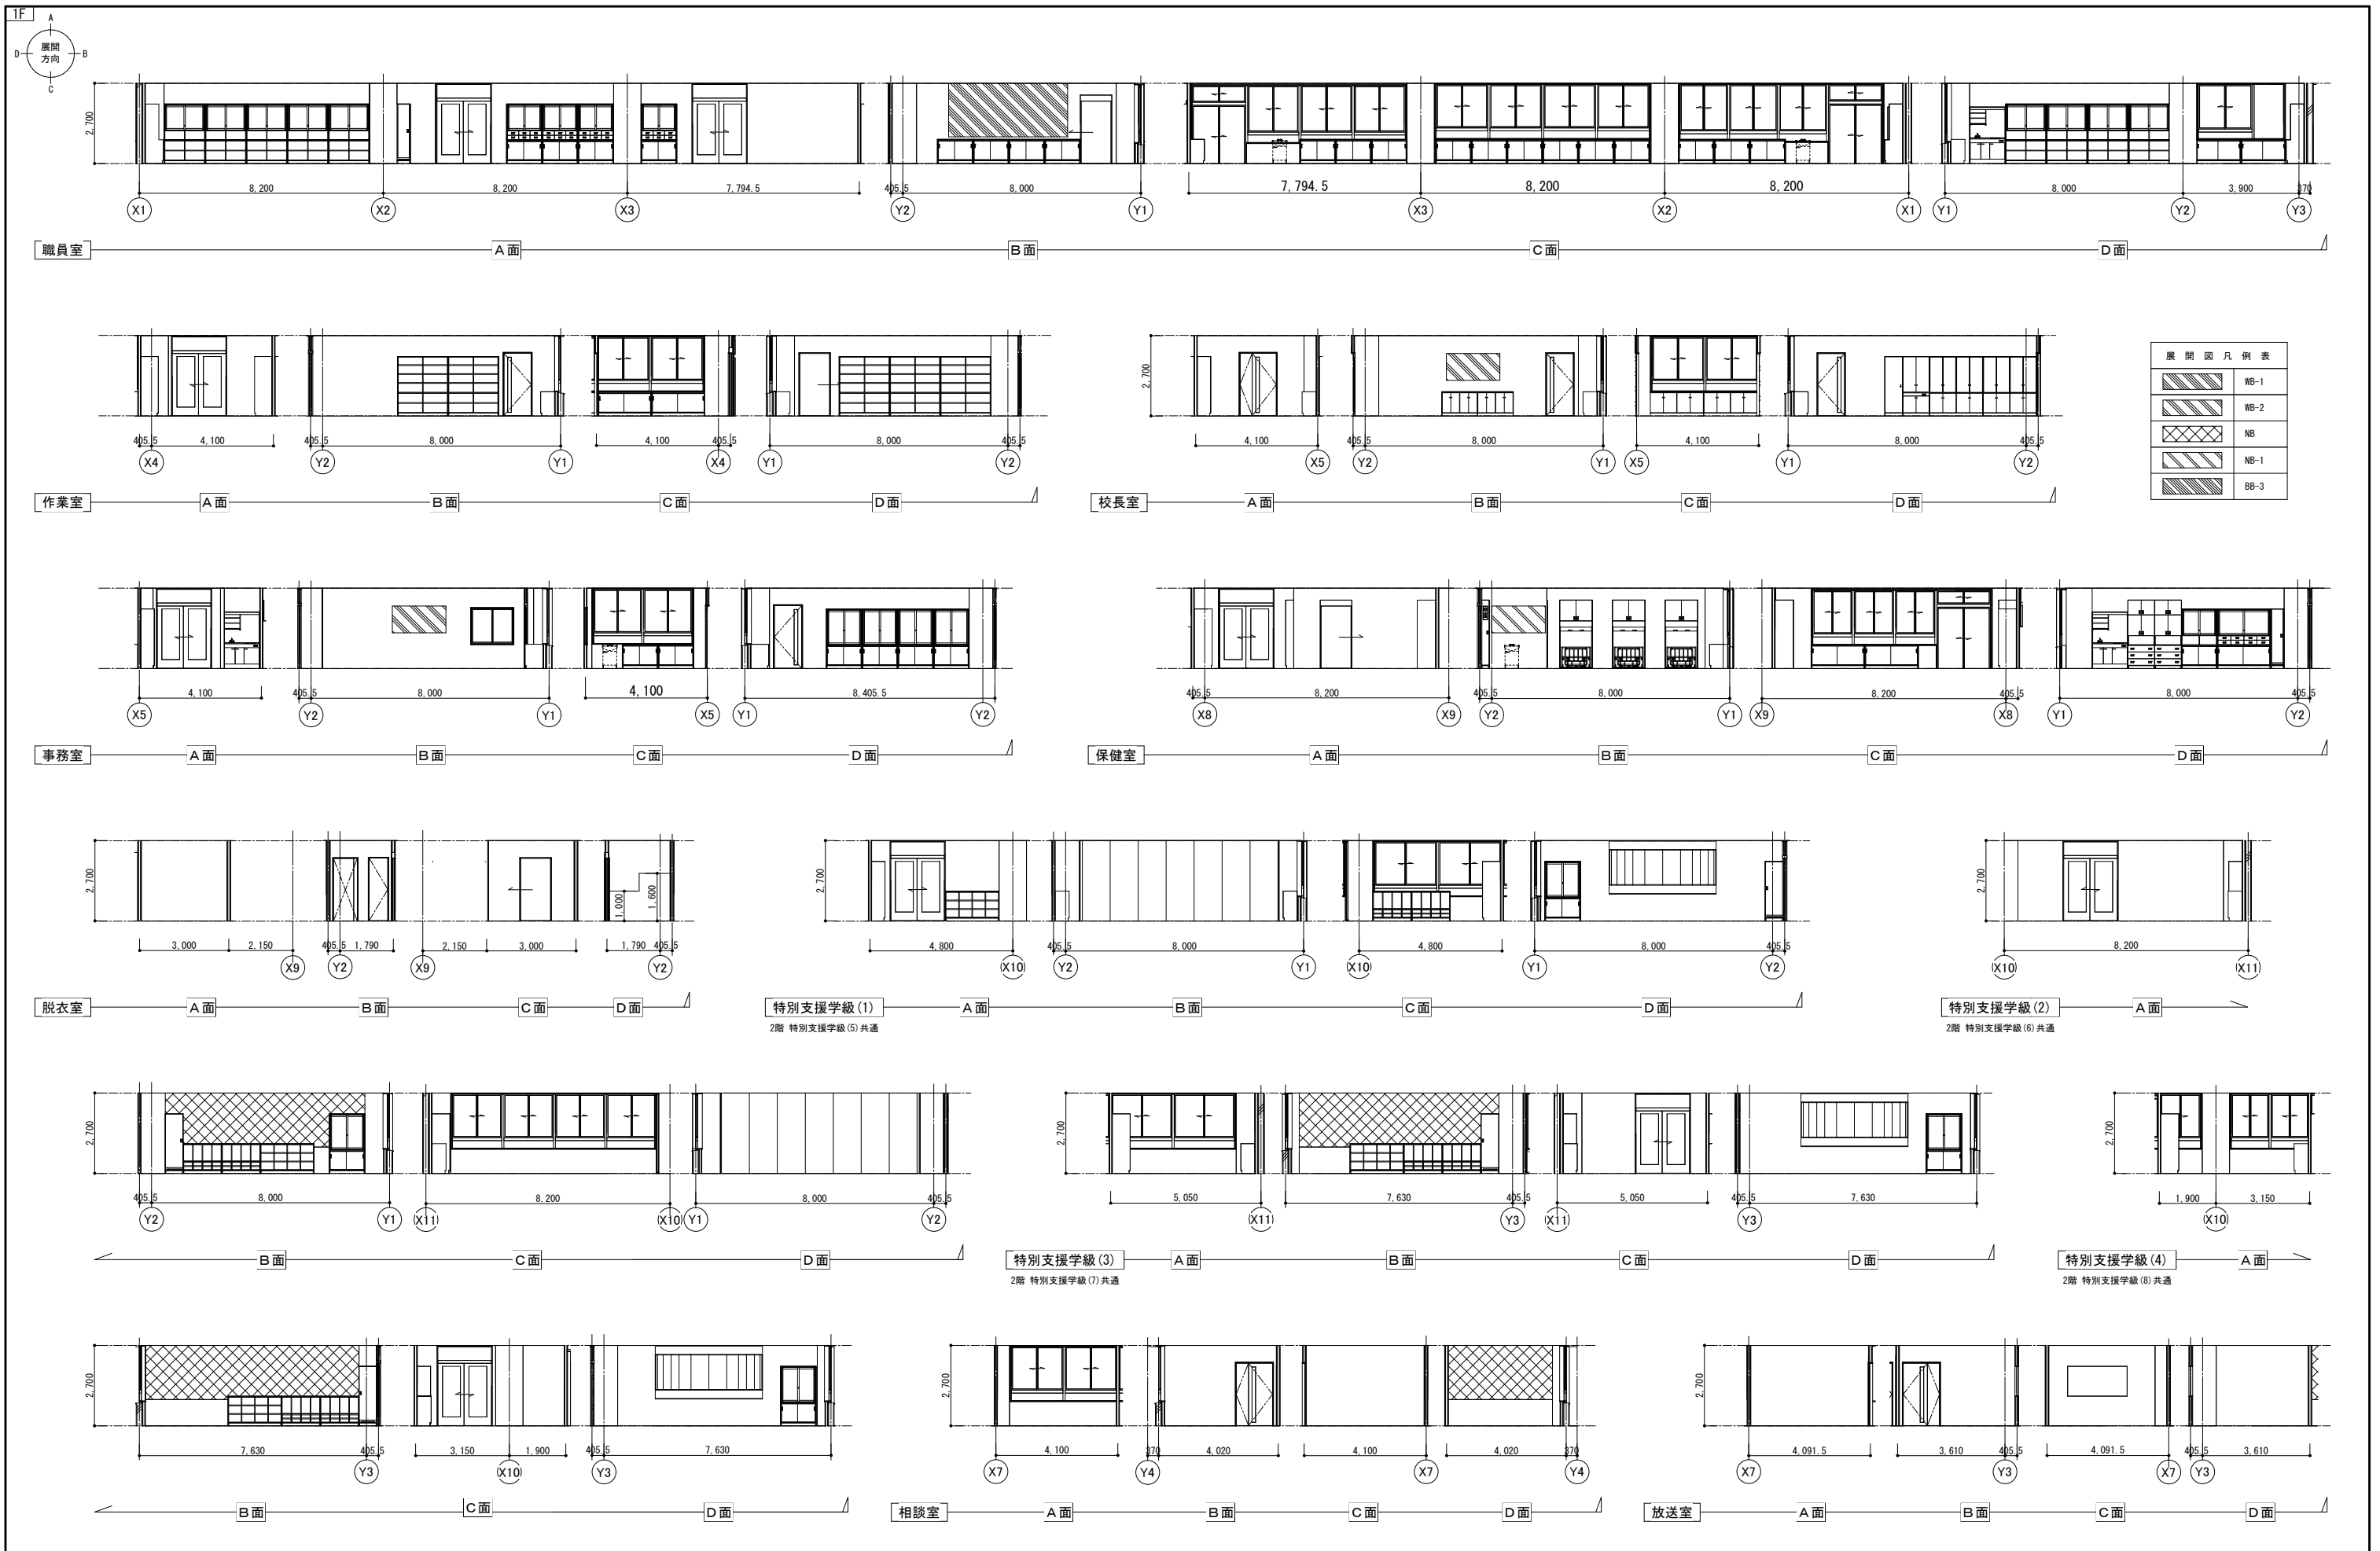 1F
A
D 展開 B
方向
C
2,700
8,200 8,200 7,794.5 405.5 8,000 7,794.5 8,200 8,200 8,000 3,900 370
X1 X2 X3 Y2 Y1 X3 X2 X1 Y1 Y2 Y3
職員室 A面 B面 C面 D面
2,700
405.5 4,100 405.5 8,000 4,100 405.5 8,000 405.5 4,100 405.5 8,000 4,100 8,000 405.5
X4 Y2 Y1 X4 Y1 Y2 X5 Y2 Y1 X5 Y1 Y2
作業室 A面 B面 C面 D面 校長室 A面 B面 C面 D面
展開図凡例表
WB-1
WB-2
NB
NB-1
BB-3
4,100 405.5 8,000 4,100 8,405.5 405.5 8,200 405.5 8,000 8,200 405.5 8,000 405.5
X5 Y2 Y1 X5 Y1 Y2 X8 X9 Y2 Y1 X9 X8 Y1 Y2
事務室 A面 B面 C面 D面 保健室 A面 B面 C面 D面
2,700 1,000 1,600 2,700 2,700
3,000 2,150 405.5 1,790 2,150 3,000 1,790 405.5 4,800 405.5 8,000 4,800 8,000 405.5 8,200
X9 Y2 X9 Y2 X10 Y2 Y1 X10 Y1 Y2 X10 X11
脱衣室 A面 B面 C面 D面 特別支援学級(1) A面 B面 C面 D面 特別支援学級(2) A面
2階 特別支援学級(5)共通 2階 特別支援学級(6)共通
2,700 2,700 2,700
405.5 8,000 8,200 8,000 405.5 5,050 7,630 405.5 5,050 405.5 7,630 1,900 3,150
Y2 Y1 X11 X10 Y1 Y2 X11 Y3 X11 Y3 X10
B面 C面 D面 特別支援学級(3) A面 B面 C面 D面 特別支援学級(4) A面
2階 特別支援学級(7)共通 2階 特別支援学級(8)共通
2,700 2,700 2,700
7,630 405.5 3,150 1,900 405.5 7,630 4,100 370 4,020 4,100 4,020 370 4,091.5 3,610 405.5 4,091.5 405.5 3,610
Y3 X10 Y3 X7 Y4 X7 Y4 X7 Y3 X7 Y3
B面 C面 D面 相談室 A面 B面 C面 D面 放送室 A面 B面 C面 D面